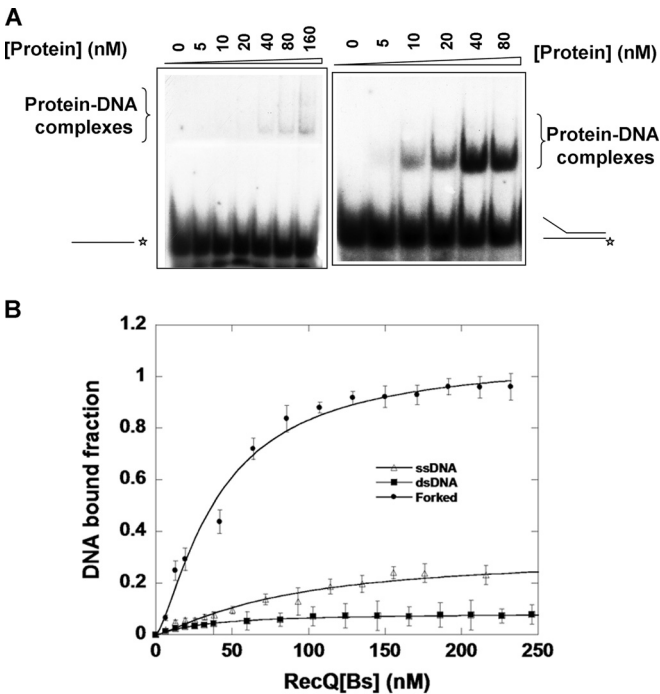 A
[Protein] (nM) 0 5 10 20 40 80 160
0 5 10 20 40 80 [Protein] (nM)
Protein-DNA
complexes
Protein-DNA
complexes
B
1.2
1
0.8
0.6
0.4
0.2
0
0 50 100 150 200 250
DNA bound fraction
ssDNA
dsDNA
Forked
RecQ[Bs] (nM)